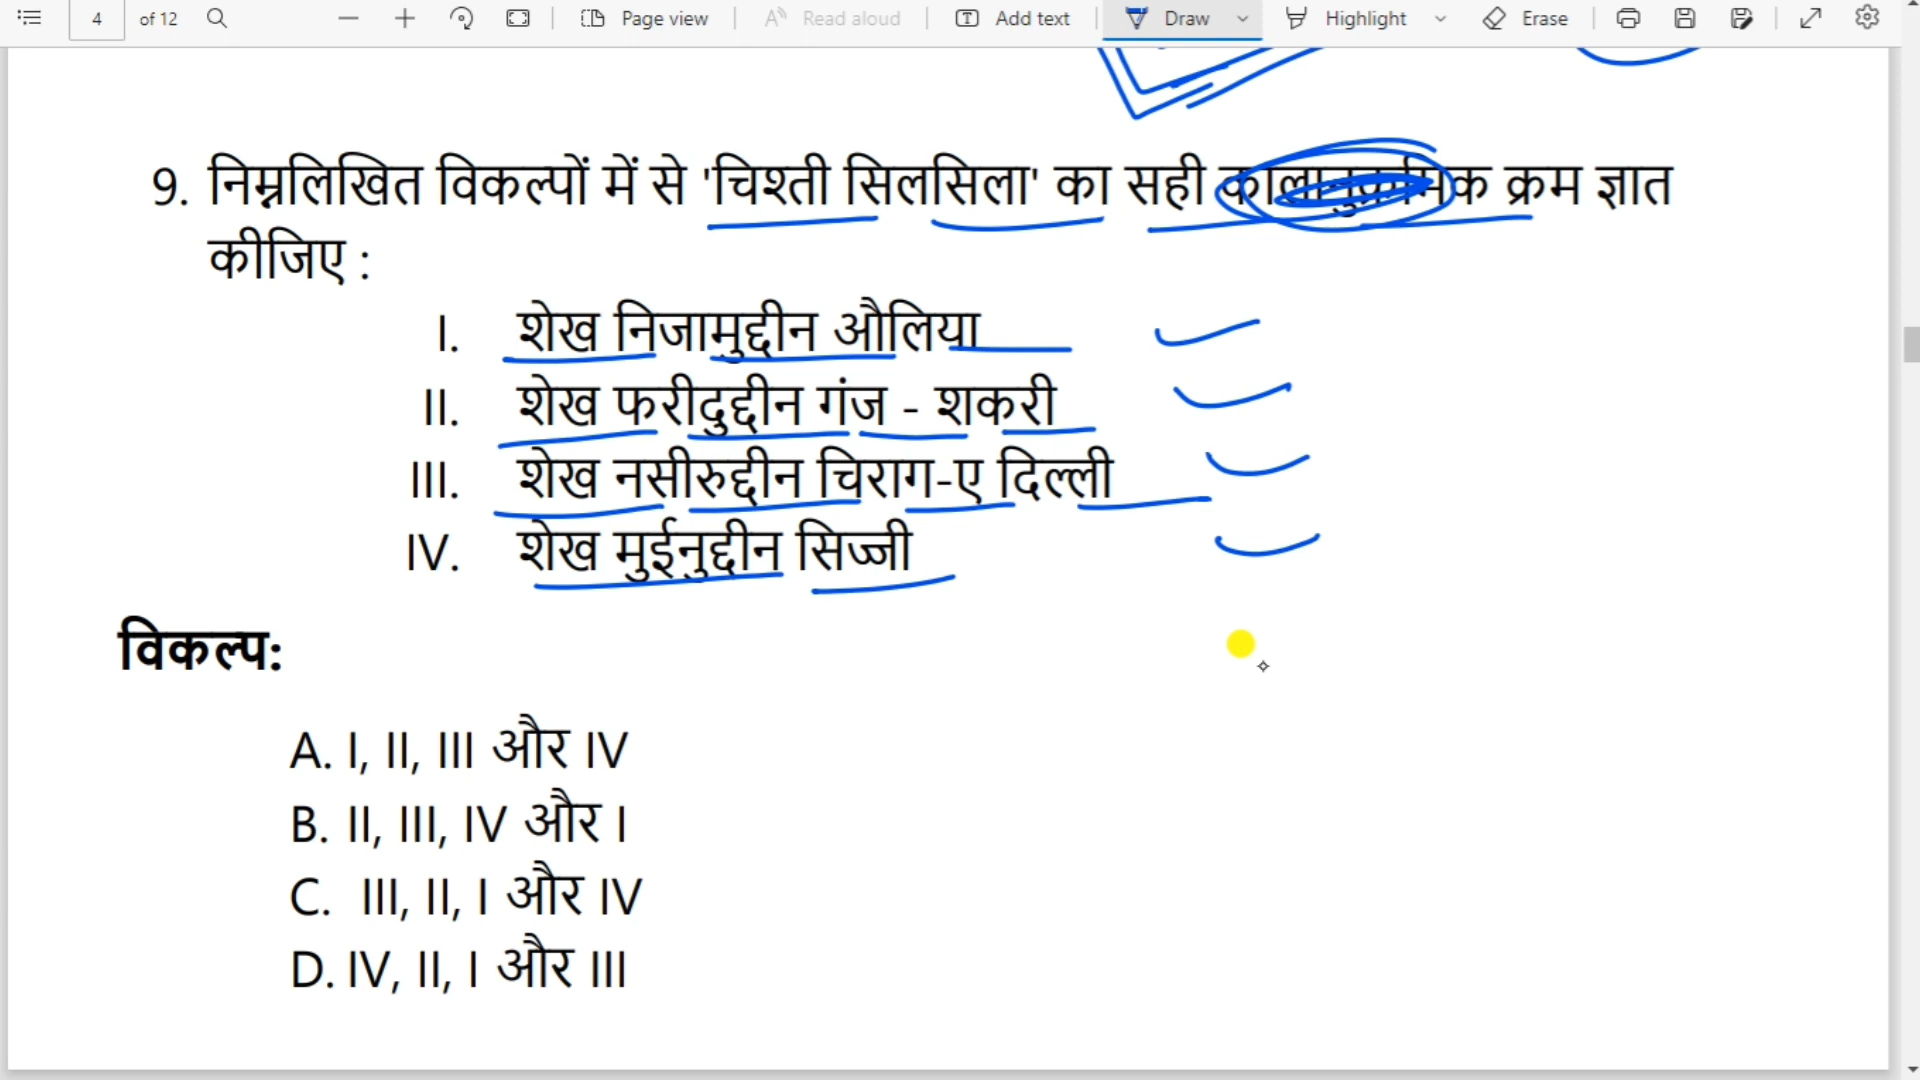 4 of 12 Page view Read aloud Add text Draw Highlight Erase
9. निम्नलिखित विकल्पों में से 'चिश्ती सिलसिला' का सही कालानुक्रमिक क्रम ज्ञात
कीजिए :
I. शेख निजामुद्दीन औलिया
II. शेख फरीदुद्दीन गंज - शकरी
III. शेख नसीरुद्दीन चिराग-ए दिल्ली
IV. शेख मुईनुद्दीन सिज्जी
विकल्प:
A. I, II, III और IV
B. II, III, IV और I
C. III, II, I और IV
D. IV, II, I और III